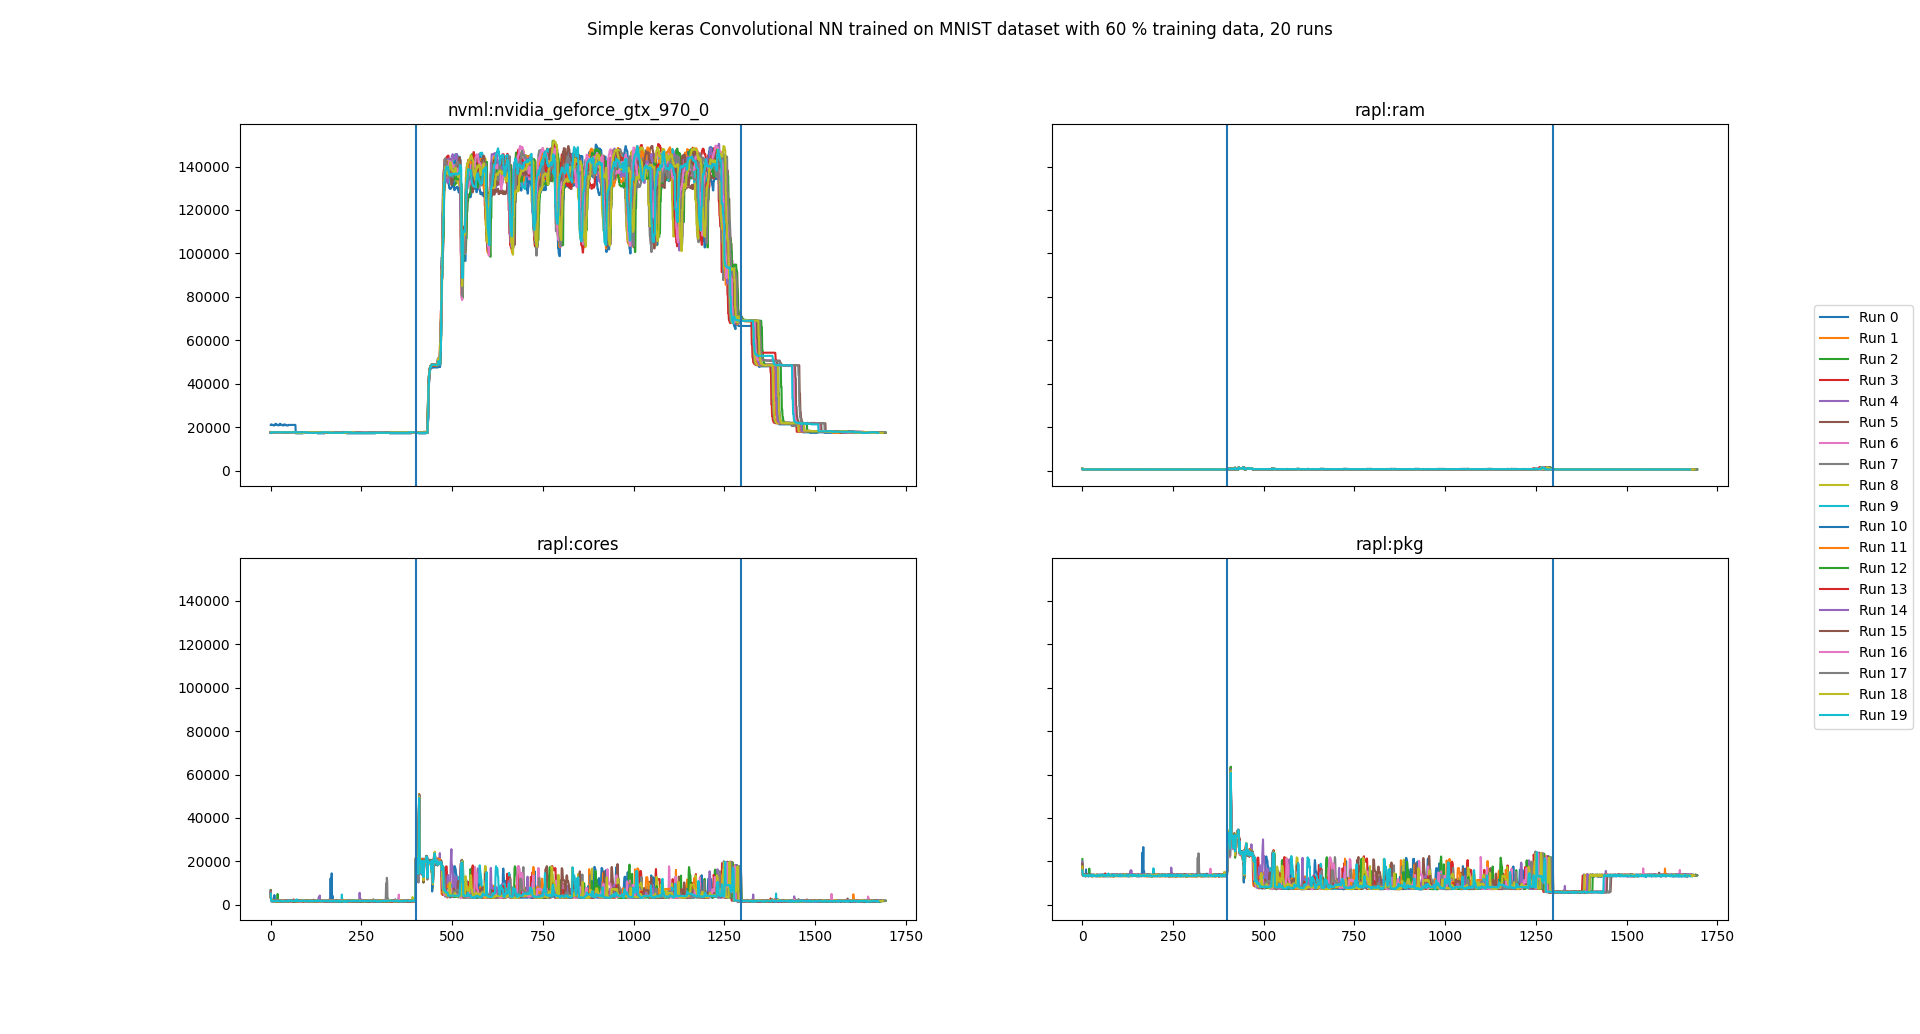 Simple keras Convolutional NN trained on MNIST dataset with 60 % training data, 20 runs
nvml:nvidia_geforce_gtx_970_0
140000
120000
100000
80000
60000
40000
20000
0
rapl:ram
rapl:cores
140000
120000
100000
80000
60000
40000
20000
0
0 250 500 750 1000 1250 1500 1750
rapl:pkg
0 250 500 750 1000 1250 1500 1750
Run 0
Run 1
Run 2
Run 3
Run 4
Run 5
Run 6
Run 7
Run 8
Run 9
Run 10
Run 11
Run 12
Run 13
Run 14
Run 15
Run 16
Run 17
Run 18
Run 19